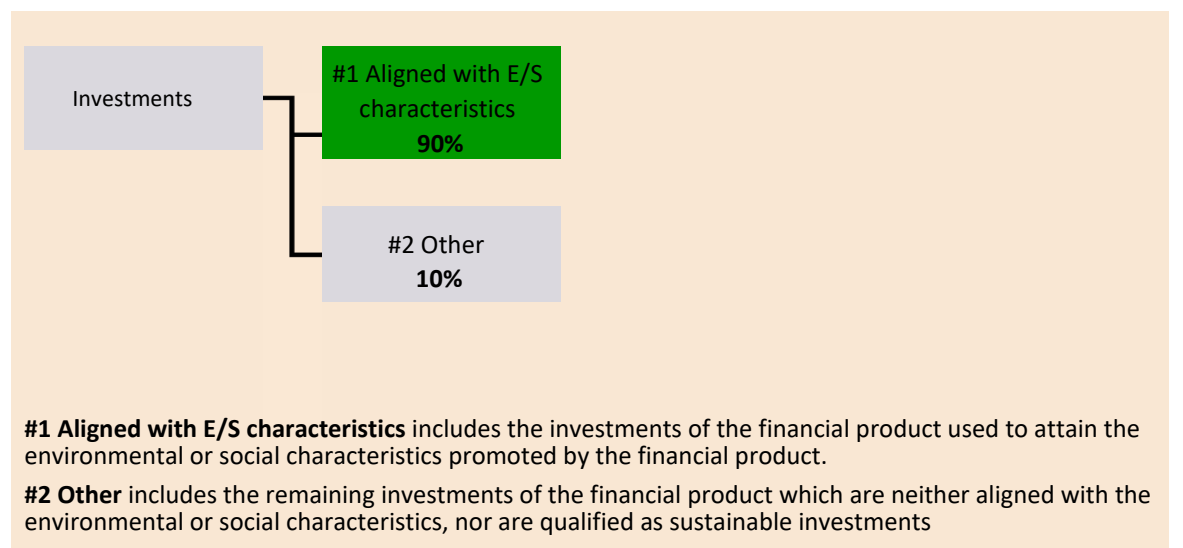 Investments
#1 Aligned with E/S
characteristics
90%
#2 Other
10%
#1 Aligned with E/S characteristics includes the investments of the financial product used to attain the
environmental or social characteristics promoted by the financial product.
#2 Other includes the remaining investments of the financial product which are neither aligned with the
environmental or social characteristics, nor are qualified as sustainable investments